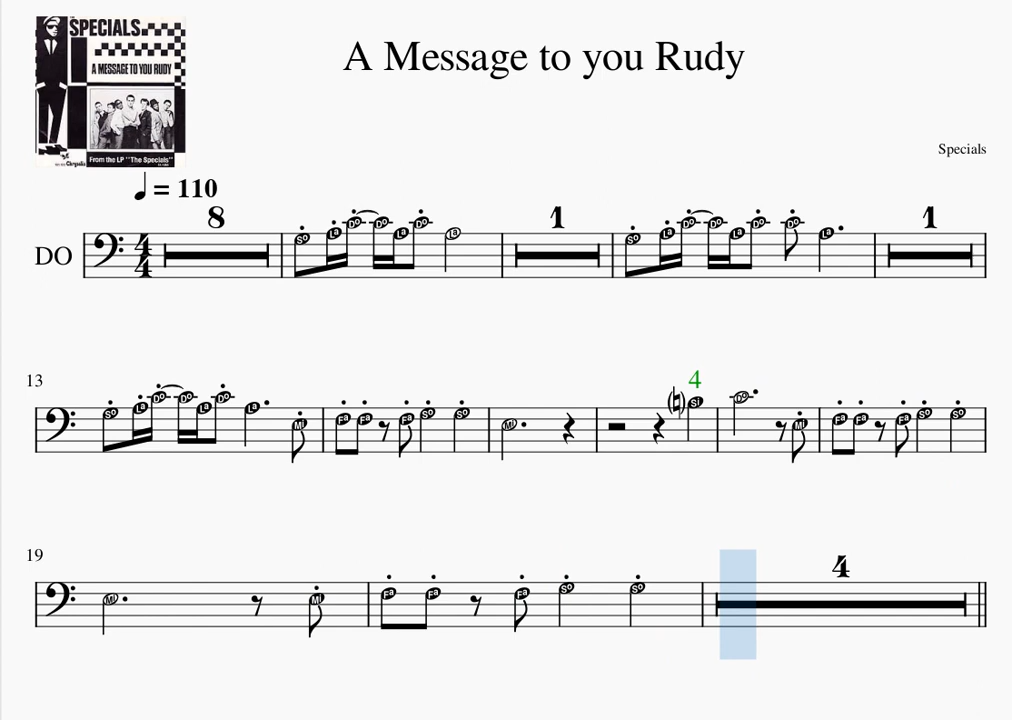 SPECIALS
A MESSAGE TO YOU RUDY
From the LP "The Specials"
Chrysalis
A Message to you Rudy
Specials
= 110
DO
4
4
8
So La Do Do La Do La
1
So La Do Do La Do Do La
1
13
So La Do Do La Do La Mi
Fa Fa Fa So So
Mi
4
Si
Do Mi
Fa Fa Fa So So
19
Mi Mi
Fa Fa Fa So So
4